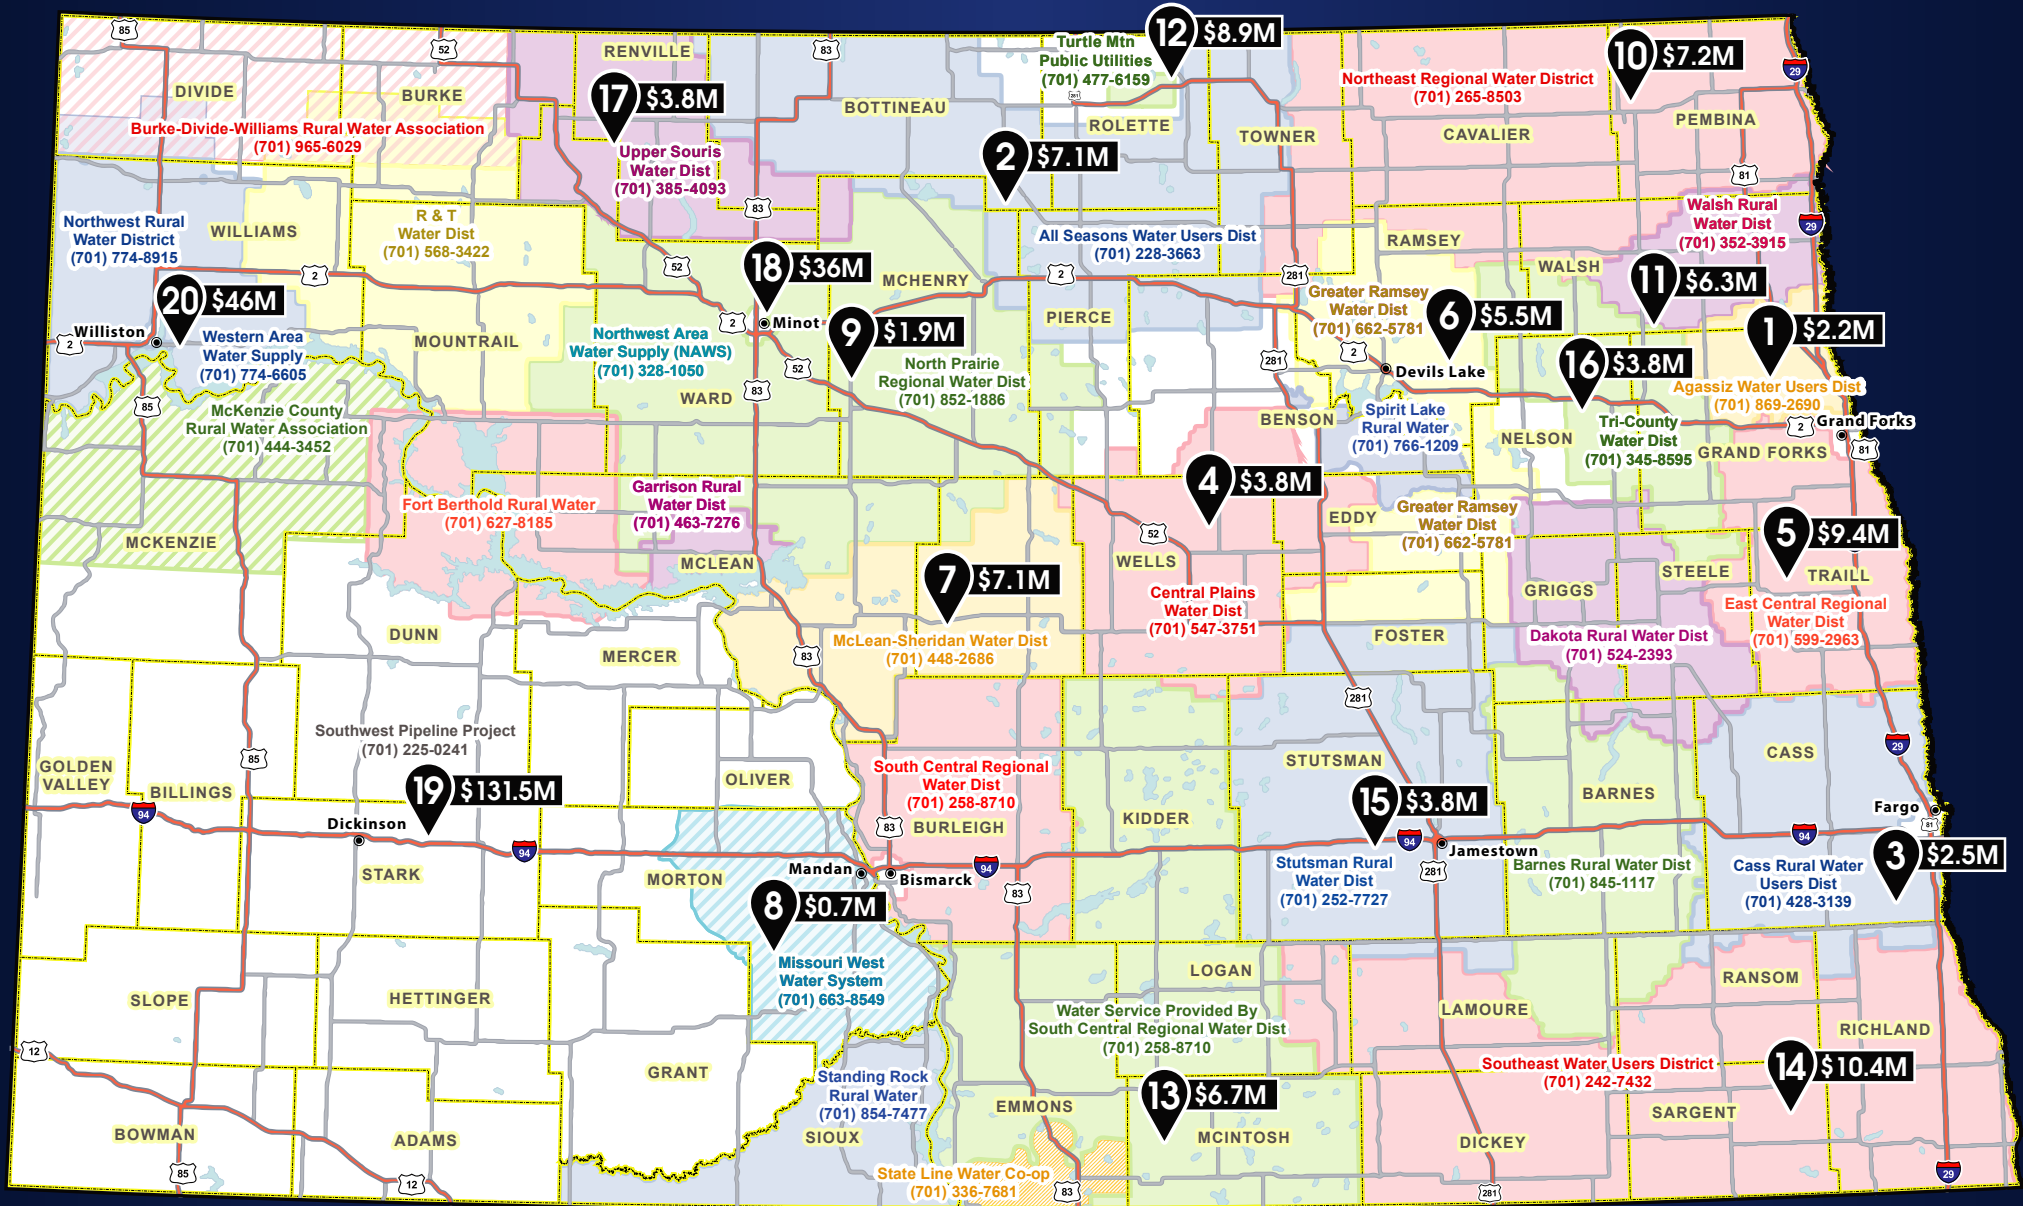 85
52
RENVILLE
83
Turtle Mtn
Public Utilities
(701) 477-6159
12 $8.9M
10 $7.2M
29
Northeast Regional Water District
(701) 265-8503
DIVIDE
BURKE
17 $3.8M
BOTTINEAU
281
ROLETTE
TOWNER
CAVALIER
PEMBINA
Burke-Divide-Williams Rural Water Association
(701) 965-6029
Upper Souris
Water Dist
(701) 385-4093
2 $7.1M
81
83
Walsh Rural
Water Dist
(701) 352-3915
29
Northwest Rural
Water District
(701) 774-8915
WILLIAMS
R & T
Water Dist
(701) 568-3422
All Seasons Water Users Dist
(701) 228-3663
RAMSEY
WALSH
2
52
18 $36M
MCHENRY
2
281
11 $6.3M
20 $46M
Greater Ramsey
Water Dist
(701) 662-5781
6 $5.5M
PIERCE
Williston
2
Western Area
Water Supply
(701) 774-6605
MOUNTRAIL
Northwest Area
Water Supply (NAWS)
(701) 328-1050
2
Minot
9 $1.9M
1 $2.2M
2
281
52
83
North Prairie
Regional Water Dist
(701) 852-1886
Devils Lake
16 $3.8M
Agassiz Water Users Dist
(701) 869-2690
WARD
85
McKenzie County
Rural Water Association
(701) 444-3452
BENSON
Spirit Lake
Rural Water
(701) 766-1209
NELSON
Tri-County
Water Dist
(701) 345-8595
2
Grand Forks
81
GRAND FORKS
Fort Berthold Rural Water
(701) 627-8185
Garrison Rural
Water Dist
(701) 463-7276
4 $3.8M
EDDY
Greater Ramsey
Water Dist
(701) 662-5781
MCKENZIE
52
5 $9.4M
MCLEAN
7 $7.1M
WELLS
GRIGGS
STEELE
TRAILL
Central Plains
Water Dist
(701) 547-3751
East Central Regional
Water Dist
(701) 599-2963
DUNN
MERCER
83
McLean-Sheridan Water Dist
(701) 448-2686
FOSTER
Dakota Rural Water Dist
(701) 524-2393
281
Southwest Pipeline Project
(701) 225-0241
85
29
GOLDEN
VALLEY
BILLINGS
OLIVER
South Central Regional
Water Dist
(701) 258-8710
STUTSMAN
CASS
94
19 $131.5M
BARNES
15 $3.8M
Fargo
81
Dickinson
83
BURLEIGH
KIDDER
94
94
94
Jamestown
STARK
MORTON
Mandan
Bismarck
94
83
Stutsman Rural
Water Dist
(701) 252-7727
281
Barnes Rural Water Dist
(701) 845-1117
Cass Rural Water
Users Dist
(701) 428-3139
3 $2.5M
8 $0.7M
SLOPE
HETTINGER
Missouri West
Water System
(701) 663-8549
LOGAN
RANSOM
Water Service Provided By
South Central Regional Water Dist
(701) 258-8710
LAMOURE
RICHLAND
12
GRANT
Standing Rock
Rural Water
(701) 854-7477
Southeast Water Users District
(701) 242-7432
14 $10.4M
13 $6.7M
EMMONS
SARGENT
BOWMAN
ADAMS
SIOUX
MCINTOSH
DICKEY
85
12
State Line Water Co-op
(701) 336-7681
83
281
29